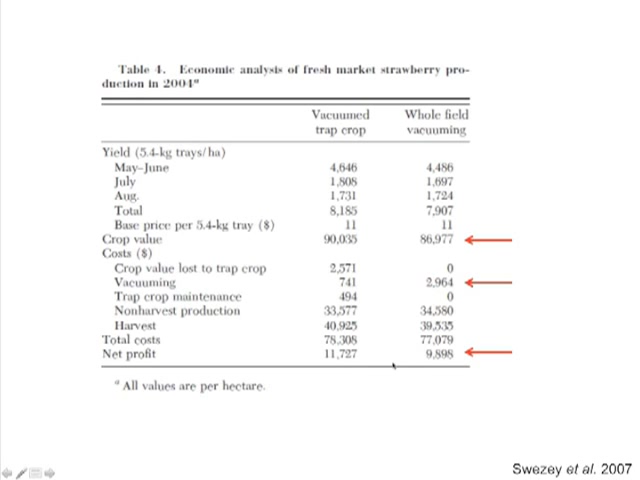 Table 4. Economic analysis of fresh market strawberry pro-
duction in 2004ª
Vacuumed Whole field
trap crop vacuuming
Yield (5.4-kg trays/ha)
May–June 4,646 4,486
July 1,808 1,697
Aug. 1,731 1,724
Total 8,185 7,907
Base price per 5.4-kg tray ($) 11 11
Crop value 90,035 86,977
Costs ($)
Crop value lost to trap crop 2,571 0
Vacuuming 741 2,964
Trap crop maintenance 494 0
Nonharvest production 33,577 34,580
Harvest 40,925 39,535
Total costs 78,308 77,079
Net profit 11,727 9,898
ª All values are per hectare.
Swezey et al. 2007